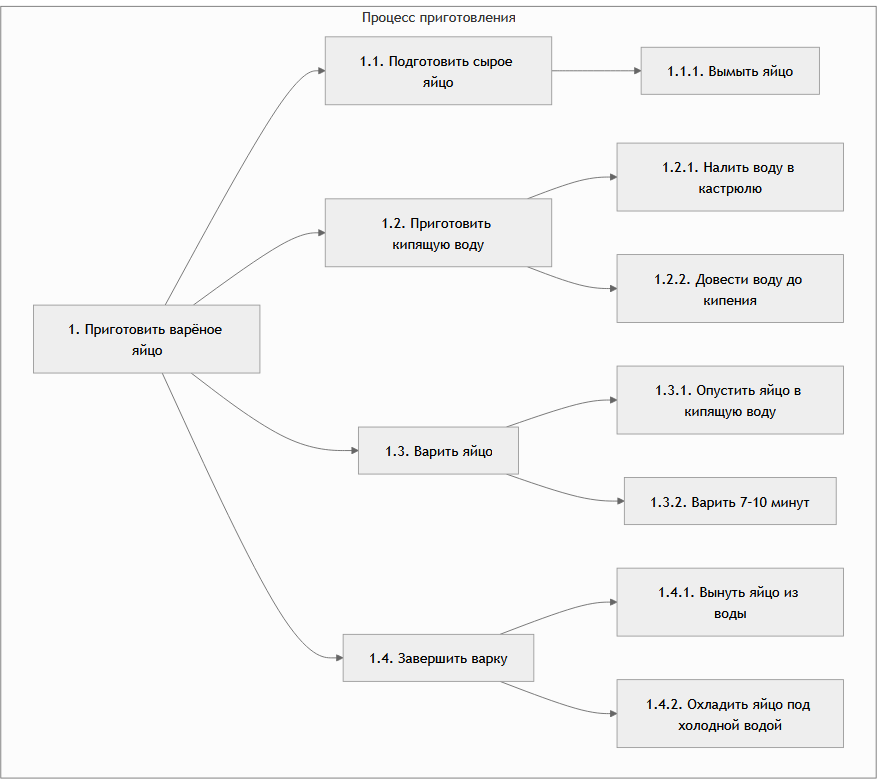 Процесс приготовления
1.1. Подготовить сырое
яйцо
1.1.1. Вымыть яйцо
1.2.1. Налить воду в
кастрюлю
1.2. Приготовить
кипящую воду
1.2.2. Довести воду до
кипения
1. Приготовить варёное
яйцо
1.3.1. Опустить яйцо в
кипящую воду
1.3. Варить яйцо
1.3.2. Варить 7-10 минут
1.4.1. Вынуть яйцо из
воды
1.4. Завершить варку
1.4.2. Охладить яйцо под
холодной водой